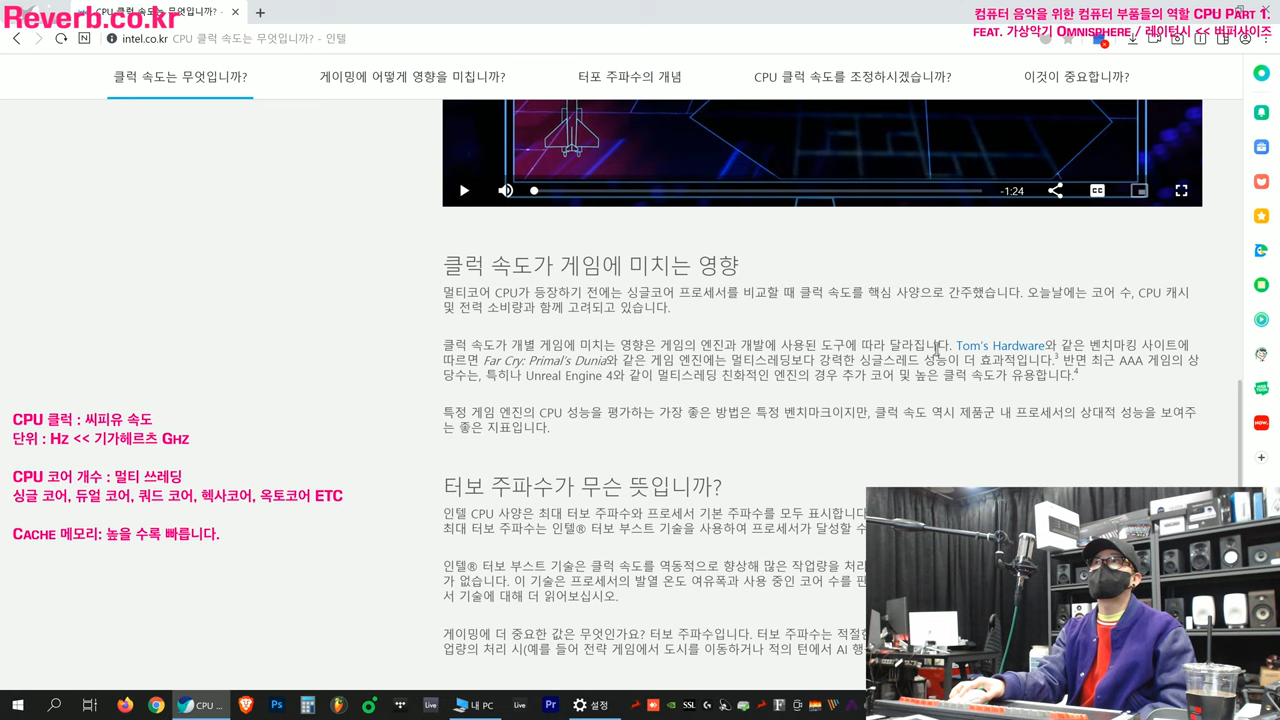 Reverb.co.kr
CPU 클럭 속도는 무엇입니까? -
컴퓨터 음악을 위한 컴퓨터 부품들의 역할 CPU PART 1.
FEAT. 가상악기 OMNISPHERE / 레이턴시 << 버퍼사이즈
intel.co.kr CPU 클럭 속도는 무엇입니까? - 인텔
클럭 속도는 무엇입니까?
게이밍에 어떻게 영향을 미칩니까?
터포 주파수의 개념
CPU 클럭 속도를 조정하시겠습니까?
이것이 중요합니까?
-1:24
CC
클럭 속도가 게임에 미치는 영향
멀티코어 CPU가 등장하기 전에는 싱글코어 프로세서를 비교할 때 클럭 속도를 핵심 사양으로 간주했습니다. 오늘날에는 코어 수, CPU 캐시
및 전력 소비량과 함께 고려되고 있습니다.
클럭 속도가 개별 게임에 미치는 영향은 게임의 엔진과 개발에 사용된 도구에 따라 달라집니다. Tom's Hardware와 같은 벤치마킹 사이트에
따르면 Far Cry: Primal's Dunia와 같은 게임 엔진에는 멀티스레딩보다 강력한 싱글스레드 성능이 더 효과적입니다.3 반면 최근 AAA 게임의 상
당수는, 특히나 Unreal Engine 4와 같이 멀티스레딩 친화적인 엔진의 경우 추가 코어 및 높은 클럭 속도가 유용합니다.4
특정 게임 엔진의 CPU 성능을 평가하는 가장 좋은 방법은 특정 벤치마크이지만, 클럭 속도 역시 제품군 내 프로세서의 상대적 성능을 보여주
는 좋은 지표입니다.
CPU 클럭 : 씨피유 속도
단위 : Hz << 기가헤르츠 GHZ
CPU 코어 개수 : 멀티 쓰레딩
싱글 코어, 듀얼 코어, 쿼드 코어, 헥사코어, 옥토코어 ETC
CACHE 메모리: 높을 수록 빠릅니다.
터보 주파수가 무슨 뜻입니까?
인텔 CPU 사양은 최대 터보 주파수와 프로세서 기본 주파수를 모두 표시합니다
최대 터보 주파수는 인텔® 터보 부스트 기술을 사용하여 프로세서가 달성할 수
인텔® 터보 부스트 기술은 클럭 속도를 역동적으로 향상해 많은 작업량을 처리
가 없습니다. 이 기술은 프로세서의 발열 온도 여유폭과 사용 중인 코어 수를 판
서 기술에 대해 더 읽어보십시오.
게이밍에 더 중요한 값은 무엇인가요? 터보 주파수입니다. 터보 주파수는 적절한
업량의 처리 시(예를 들어 전략 게임에서 도시를 이동하거나 적의 턴에서 AI 행
CPU ...
Ps
Live
내 PC
Live
Pr
설정
SSL
NOW.